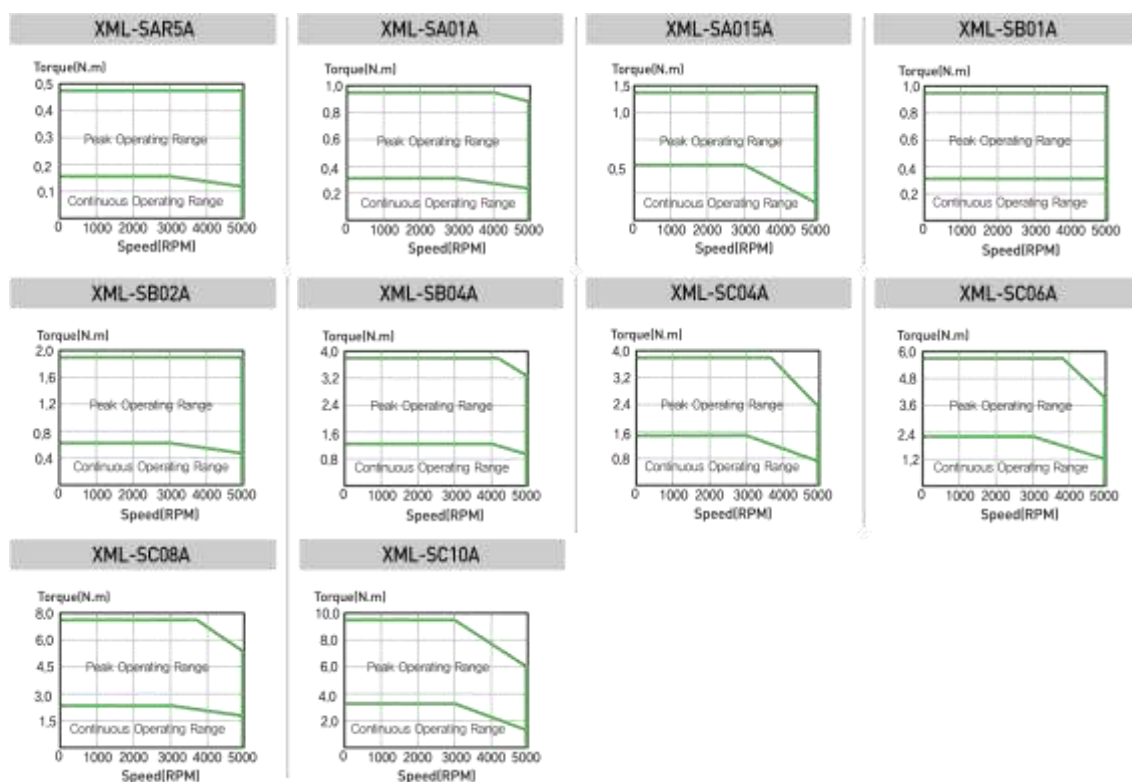 XML-SAR5A
Torque(N.m)
0.5
0.4
0.3
0.2
0.1
Peak Operating Range
Continuous Operating Range
0 1000 2000 3000 4000 5000
Speed(RPM)
XML-SA01A
Torque(N.m)
1.0
0.8
0.6
0.4
0.2
Peak Operating Range
Continuous Operating Range
0 1000 2000 3000 4000 5000
Speed(RPM)
XML-SA015A
Torque(N.m)
1.5
1.0
0.5
Peak Operating Range
Continuous Operating Range
0 1000 2000 3000 4000 5000
Speed(RPM)
XML-SB01A
Torque(N.m)
1.0
0.8
0.6
0.4
0.2
Peak Operating Range
Continuous Operating Range
0 1000 2000 3000 4000 5000
Speed(RPM)
XML-SB02A
Torque(N.m)
2.0
1.6
1.2
0.8
0.4
Peak Operating Range
Continuous Operating Range
0 1000 2000 3000 4000 5000
Speed(RPM)
XML-SB04A
Torque(N.m)
4.0
3.2
2.4
1.6
0.8
Peak Operating Range
Continuous Operating Range
0 1000 2000 3000 4000 5000
Speed(RPM)
XML-SC04A
Torque(N.m)
4.0
3.2
2.4
1.6
0.8
Peak Operating Range
Continuous Operating Range
0 1000 2000 3000 4000 5000
Speed(RPM)
XML-SC06A
Torque(N.m)
6.0
4.8
3.6
2.4
1.2
Peak Operating Range
Continuous Operating Range
0 1000 2000 3000 4000 5000
Speed(RPM)
XML-SC08A
Torque(N.m)
8.0
6.0
4.5
3.0
1.5
Peak Operating Range
Continuous Operating Range
0 1000 2000 3000 4000 5000
Speed(RPM)
XML-SC10A
Torque(N.m)
10.0
8.0
6.0
4.0
2.0
Peak Operating Range
Continuous Operating Range
0 1000 2000 3000 4000 5000
Speed(RPM)